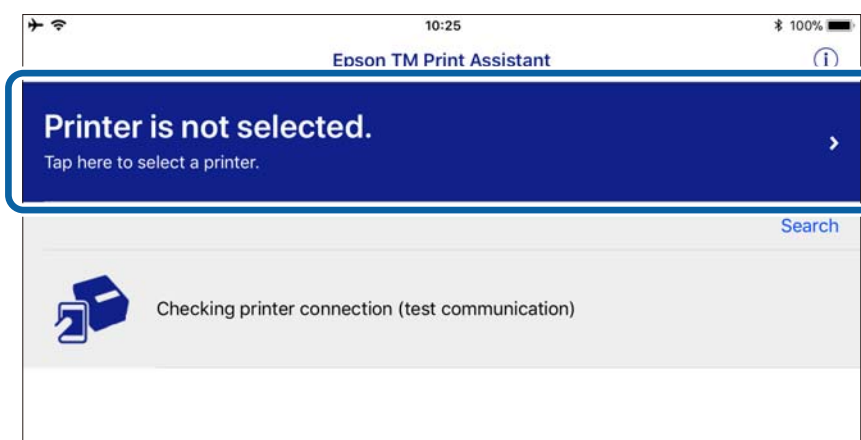 10:25
100%
Epson TM Print Assistant
i
Printer is not selected.
Tap here to select a printer.
Search
Checking printer connection (test communication)